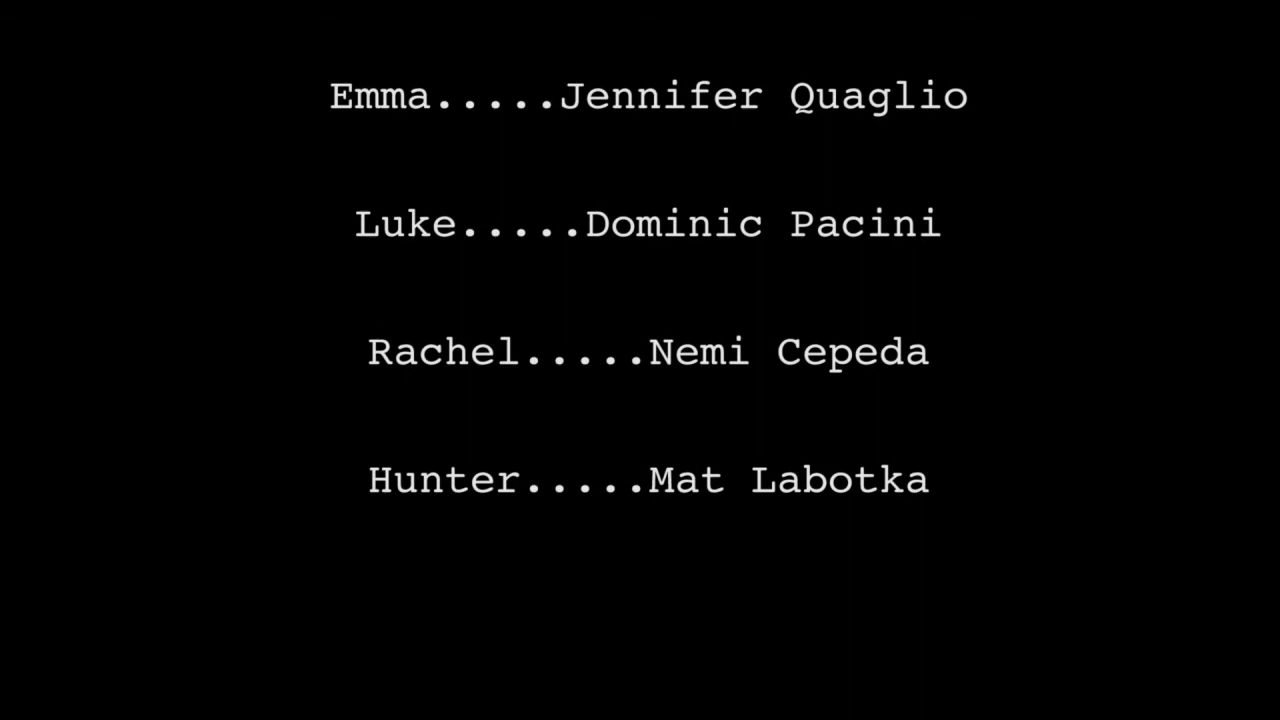 Emma.....Jennifer Quaglio
Luke.....Dominic Pacini
Rachel.....Nemi Cepeda
Hunter.....Mat Labotka